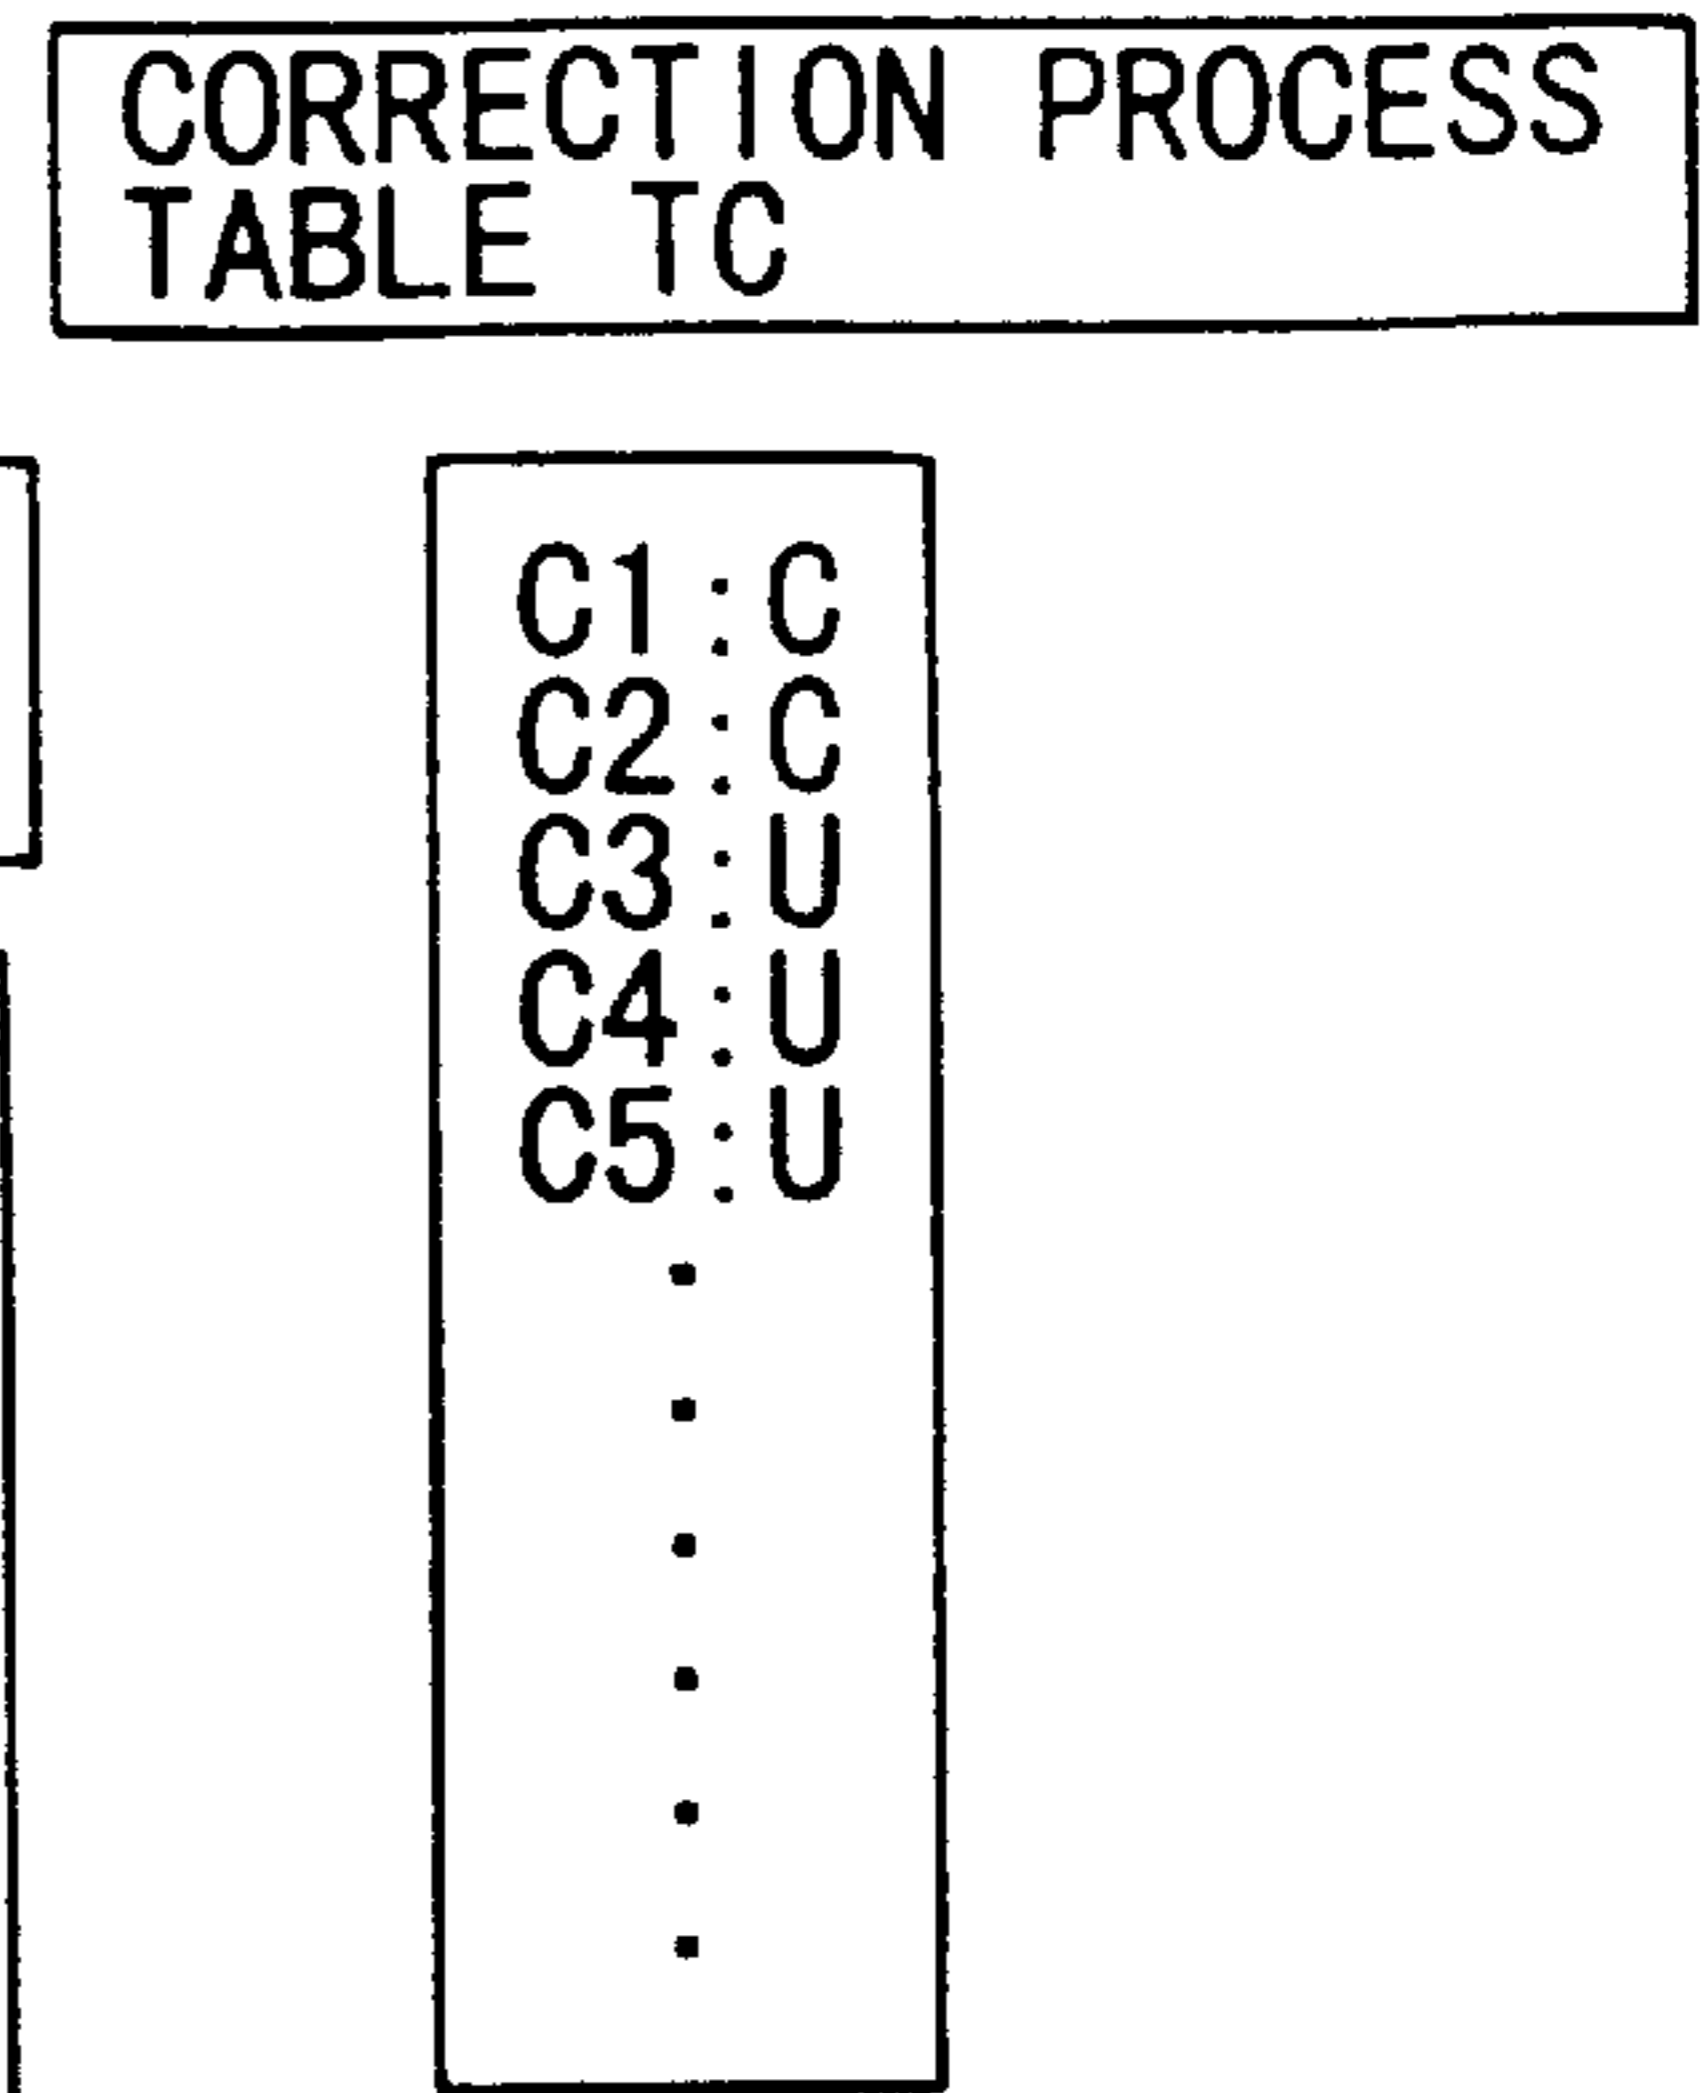 CORRECTION PROCESS
TABLE TC
C1:C
C2:C
C3:U
C4:U
C5:U